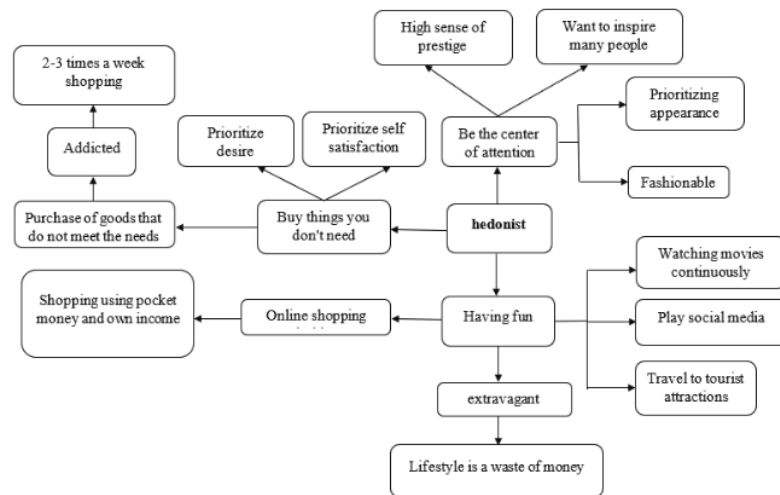 High sense of
prestige
Want to inspire
many people
2-3 times a week
shopping
Prioritizing
appearance
Prioritize
desire
Prioritize self
satisfaction
Be the center
of attention
Addicted
Fashionable
Purchase of goods that
do not meet the needs
Buy things you
don't need
hedonist
Watching movies
continuously
Shopping using pocket
money and own income
Online shopping
Having fun
Play social media
Travel to tourist
attractions
extravagant
Lifestyle is a waste of money